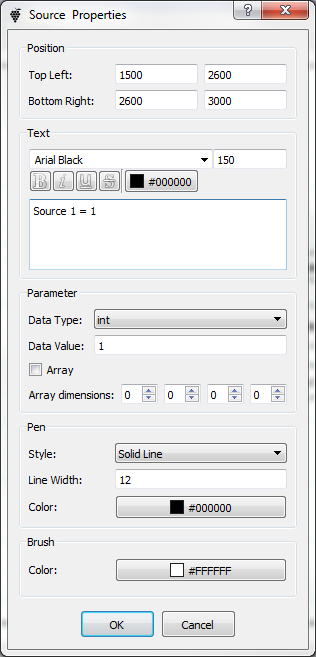 Source Properties
?
Position
Top Left: 1500 2600
Bottom Right: 2600 3000
Text
Arial Black 150
B i U S #000000
Source 1 = 1
Parameter
Data Type: int
Data Value: 1
Array
Array dimensions: 0 0 0 0
Pen
Style: Solid Line
Line Width: 12
Color: #000000
Brush
Color: #FFFFFF
OK Cancel